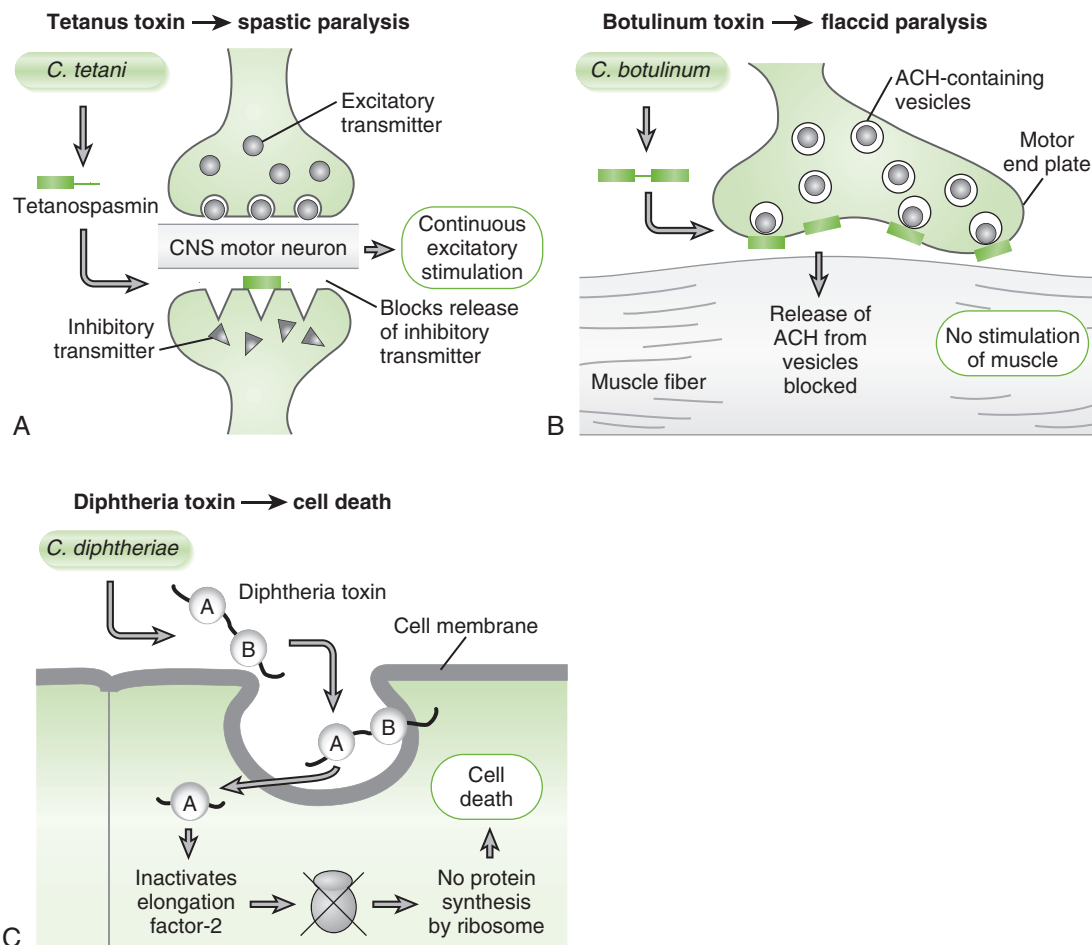 Tetanus toxin → spastic paralysis
C. tetani
Excitatory
transmitter
Tetanospasmin
CNS motor neuron
Continuous
excitatory
stimulation
Inhibitory
transmitter
Blocks release
of inhibitory
transmitter
A
Botulinum toxin → flaccid paralysis
C. botulinum
ACH-containing
vesicles
Motor
end plate
Release of
ACH from
vesicles
blocked
No stimulation
of muscle
Muscle fiber
B
Diphtheria toxin → cell death
C. diphtheriae
A
Diphtheria toxin
B
Cell membrane
A
B
A
Cell
death
Inactivates
elongation
factor-2
No protein
synthesis
by ribosome
C